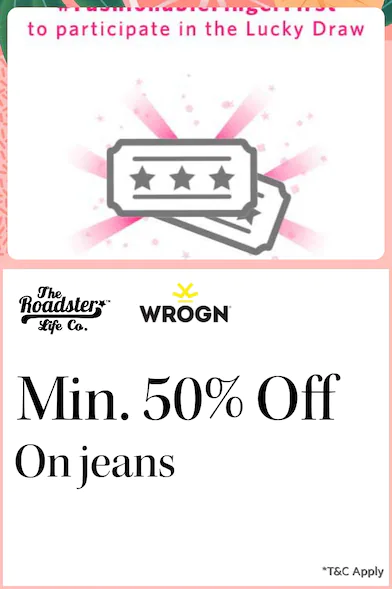 to participate in the Lucky Draw
The
Roadster
Life Co.
WROGN
Min. 50% Off
On jeans
*T&C Apply